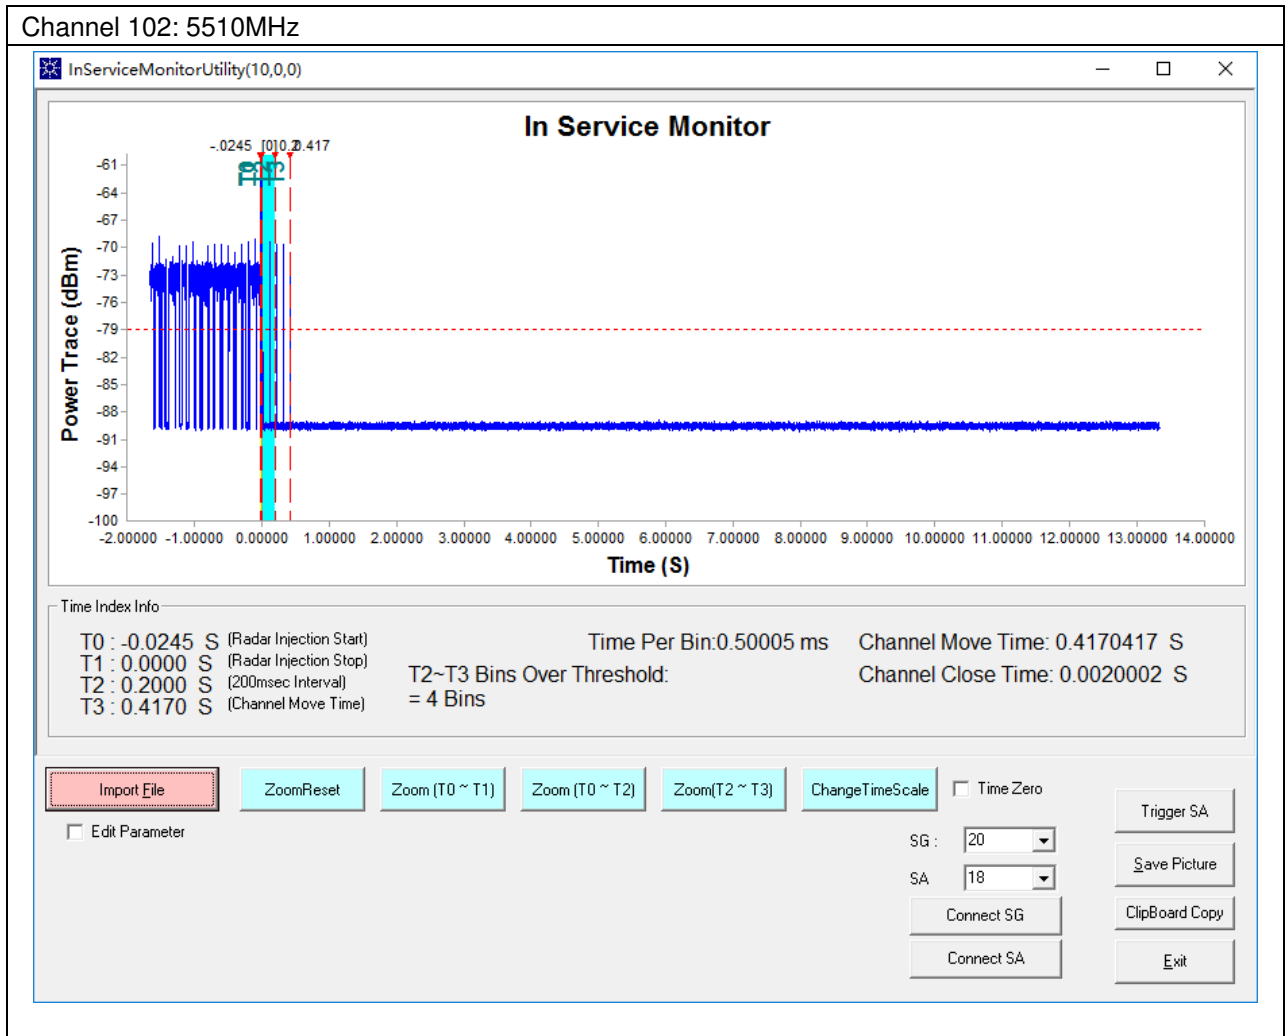 Channel 102: 5510MHz
InServiceMonitorUtility(10,0,0)
In Service Monitor
-.0245 [0]0.20.417
T0 T3
-61
-64
-67
-70
-73
-76
-79
-82
-85
-88
-91
-94
-97
-100
Power Trace (dBm)
-2.00000 -1.00000 0.00000 1.00000 2.00000 3.00000 4.00000 5.00000 6.00000 7.00000 8.00000 9.00000 10.00000 11.00000 12.00000 13.00000 14.00000
Time (S)
Time Index Info
T0 : -0.0245 S (Radar Injection Start)
T1 : 0.0000 S (Radar Injection Stop)
T2 : 0.2000 S (200msec Interval)
T3 : 0.4170 S (Channel Move Time)
Time Per Bin:0.50005 ms
T2~T3 Bins Over Threshold:
= 4 Bins
Channel Move Time: 0.4170417 S
Channel Close Time: 0.0020002 S
Import File ZoomReset Zoom (T0 ~ T1) Zoom (T0 ~ T2) Zoom(T2 ~ T3) ChangeTimeScale Time Zero
Edit Parameter
SG : 20
SA 18
Connect SG
Connect SA
Trigger SA
Save Picture
ClipBoard Copy
Exit